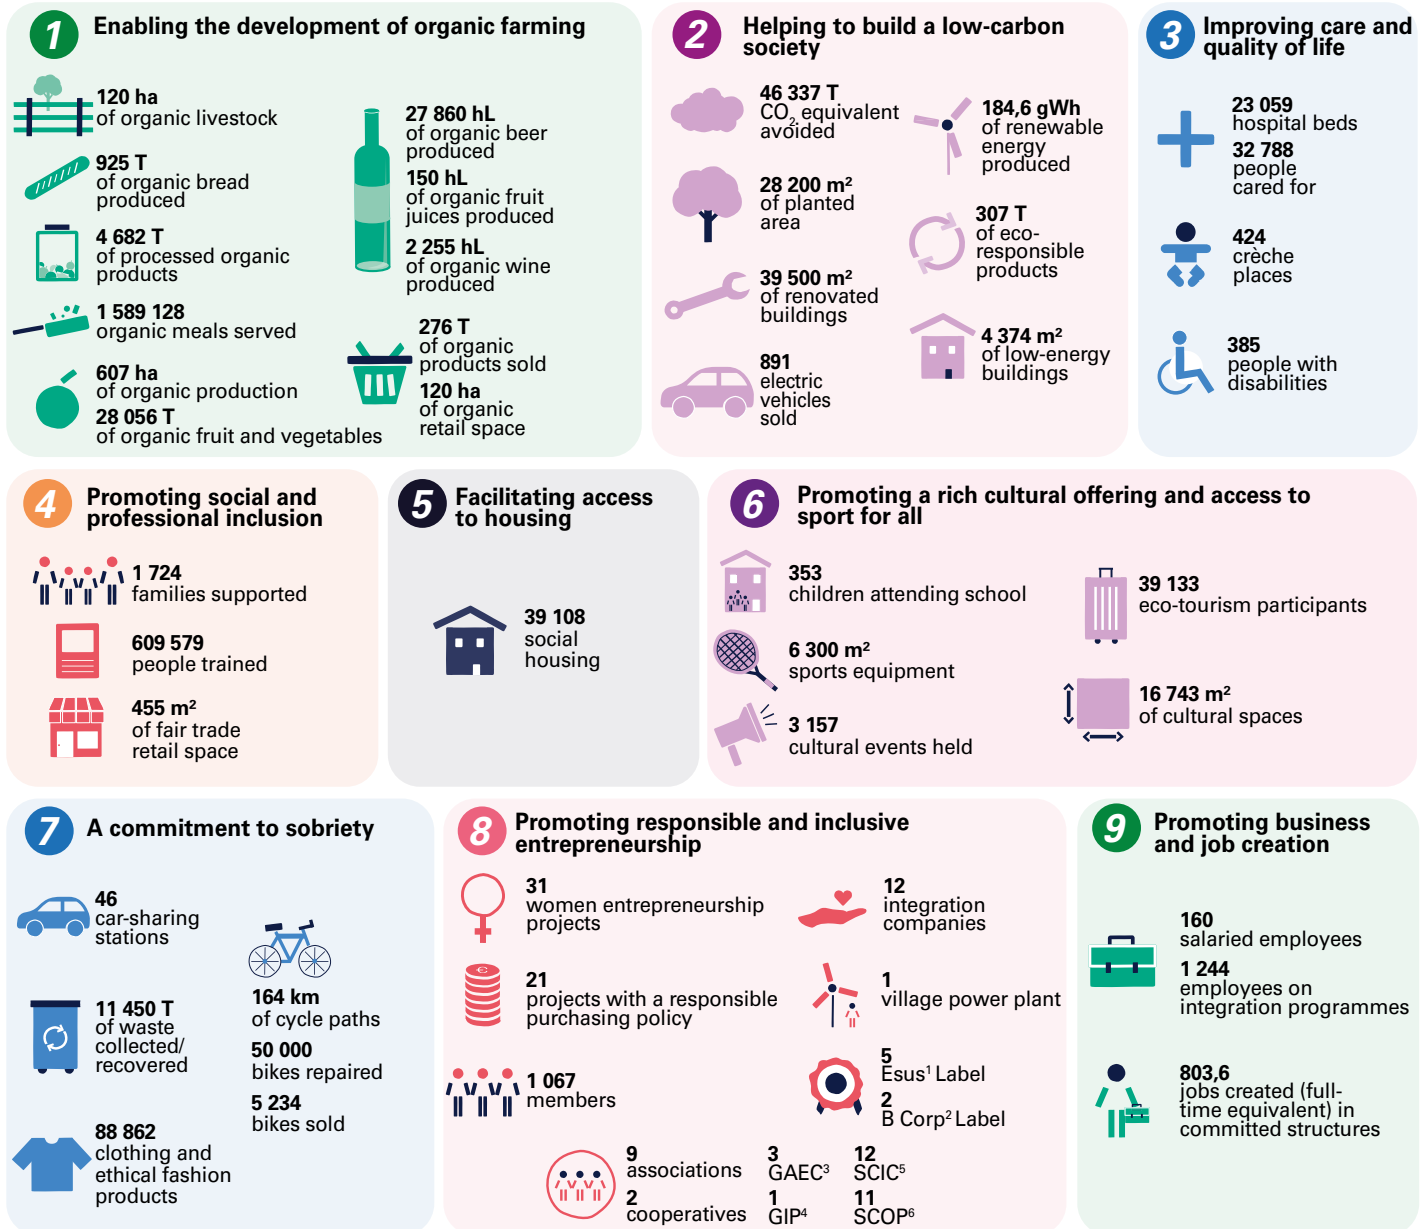 1
Enabling the development of organic farming
120 ha
of organic livestock
925 T
of organic bread
produced
4 682 T
of processed organic
products
1 589 128
organic meals served
607 ha
of organic production
28 056 T
of organic fruit and vegetables
27 860 hL
of organic beer
produced
150 hL
of organic fruit
juices produced
2 255 hL
of organic wine
produced
276 T
of organic
products sold
120 ha
of organic
retail space
2
Helping to build a low-carbon
society
46 337 T
CO2, equivalent
avoided
28 200 m²
of planted
area
39 500 m²
of renovated
buildings
891
electric
vehicles
sold
184,6 gWh
of renewable
energy
produced
307 T
of eco-
responsible
products
4 374 m²
of low-energy
buildings
3
Improving care and
quality of life
23 059
hospital beds
32 788
people
cared for
424
crèche
places
385
people with
disabilities
4
Promoting social and
professional inclusion
1 724
families supported
609 579
people trained
455 m²
of fair trade
retail space
5
Facilitating access
to housing
39 108
social
housing
6
Promoting a rich cultural offering and access to
sport for all
353
children attending school
6 300 m²
sports equipment
3 157
cultural events held
39 133
eco-tourism participants
16 743 m²
of cultural spaces
7
A commitment to sobriety
46
car-sharing
stations
11 450 T
of waste
collected/
recovered
88 862
clothing and
ethical fashion
products
164 km
of cycle paths
50 000
bikes repaired
5 234
bikes sold
8
Promoting responsible and inclusive
entrepreneurship
31
women entrepreneurship
projects
21
projects with a responsible
purchasing policy
1 067
members
12
integration
companies
1
village power plant
5
Esus¹ Label
2
B Corp² Label
9
associations
2
cooperatives
3
GAEC³
1
GIP⁴
12
SCIC⁵
11
SCOP⁶
9
Promoting business
and job creation
160
salaried employees
1 244
employees on
integration programmes
803,6
jobs created (full-
time equivalent) in
committed structures